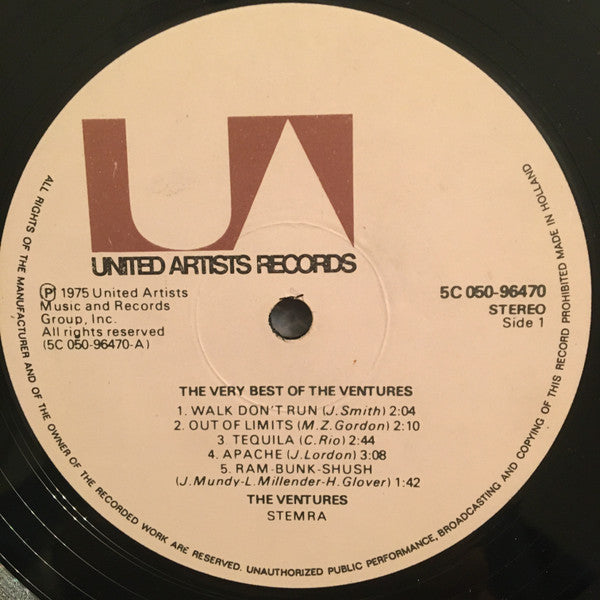 UA
UNITED ARTISTS RECORDS
Ⓟ 1975 United Artists
Music and Records
Group, Inc.
All rights reserved
(5C 050-96470-A)
5C 050-96470
STEREO
Side 1
THE VERY BEST OF THE VENTURES
1. WALK DON'T RUN (J.Smith) 2:04
2. OUT OF LIMITS (M.Z.Gordon) 2:10
3. TEQUILA (C.Rio) 2:44
4. APACHE (J.Lordon) 3:08
5. RAM-BUNK-SHUSH
(J.Mundy-L.Millender-H.Glover) 1:42
THE VENTURES
STEMRA
ALL RIGHTS OF THE MANUFACTURER AND OF THE OWNER OF THE RECORDED WORK ARE RESERVED. UNAUTHORIZED PUBLIC PERFORMANCE, BROADCASTING AND COPYING OF THIS RECORD PROHIBITED MADE IN HOLLAND